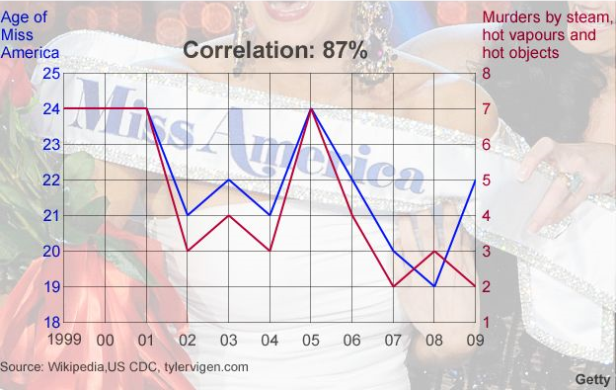 Age of
Miss
America
Correlation: 87%
Murders by steam,
hot vapours and
hot objects
25
24
23
22
21
20
19
18
8
7
6
5
4
3
2
1
Miss America
1999 00 01 02 03 04 05 06 07 08 09
Source: Wikipedia,US CDC, tylervigen.com
Getty